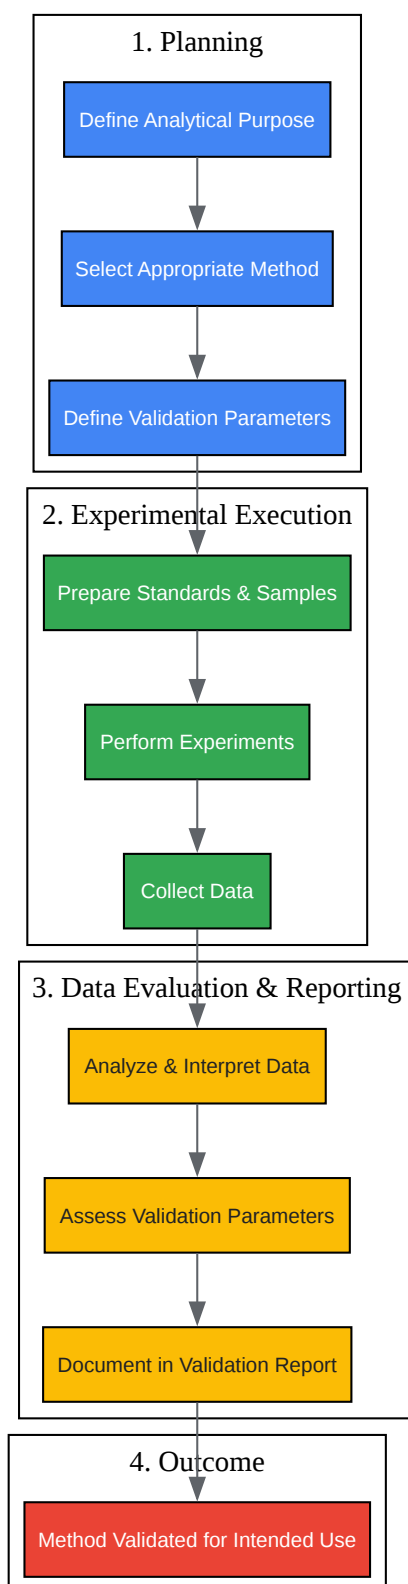 1. Planning
Define Analytical Purpose
Select Appropriate Method
Define Validation Parameters
2. Experimental Execution
Prepare Standards & Samples
Perform Experiments
Collect Data
3. Data Evaluation & Reporting
Analyze & Interpret Data
Assess Validation Parameters
Document in Validation Report
4. Outcome
Method Validated for Intended Use